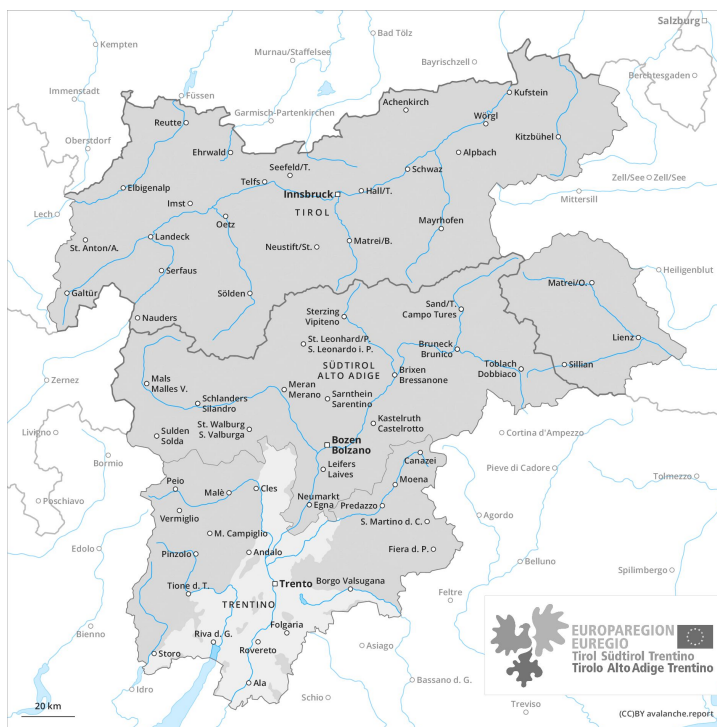 Salzburg
Kempten
Bad Tölz
Murnau/Staffelsee
Bayrischzell
Berchtesgaden
Immenstadt
Füssen
Garmisch-Partenkirchen
Achenkirch
Kufstein
Reutte
Wörgl
Oberstdorf
Ehrwald
Kitzbühel
Alpbach
Seefeld/T.
Schwaz
Telfs
Zell/See
Zell/See
Elbigenalp
Innsbruck
Hall/T.
Mittersill
Imst
TIROL
Lech
Oetz
Mayrhofen
Landeck
St. Anton/A.
Neustift/St.
Matrei/B.
Serfaus
Heiligenblut
Matrei/O.
Galtür
Sölden
Sand/T.
Campo Tures
Nauders
Sterzing
Vipiteno
Lienz
St. Leonhard/P.
S. Leonardo i. P.
Bruneck
Brunico
SÜDTIROL
ALTO ADIGE
Brixen
Bressanone
Toblach
Dobbiaco
Sillian
Zernez
Mals
Malles V.
Meran
Merano
Sarnthein
Sarentino
Schlanders
Silandro
Kastelruth
Castelrotto
Livigno
Sulden
Solda
St. Walburg
S. Valburga
Cortina d'Ampezzo
Bozen
Bolzano
Bormio
Canazei
Pieve di Cadore
Leifers
Laives
Tolmezzo
Peio
Malè
Cles
Moena
Poschiavo
Neumarkt
Egna
Predazzo
Vermiglio
Agordo
S. Martino d. C.
M. Campiglio
Edolo
Pinzolo
Andalo
Fiera d. P.
Belluno
Spilimbergo
Tione d. T.
Trento
Borgo Valsugana
Feltre
TRENTINO
Bienno
Folgaria
Riva d. G.
Rovereto
Asiago
Storo
Bassano d. G.
Idro
Ala
Schio
Treviso
EUROPAREGION
EUREGIO
Tirol Südtirol Trentino
Tirolo Alto Adige Trentino
20 km
(CC)BY avalanche.report